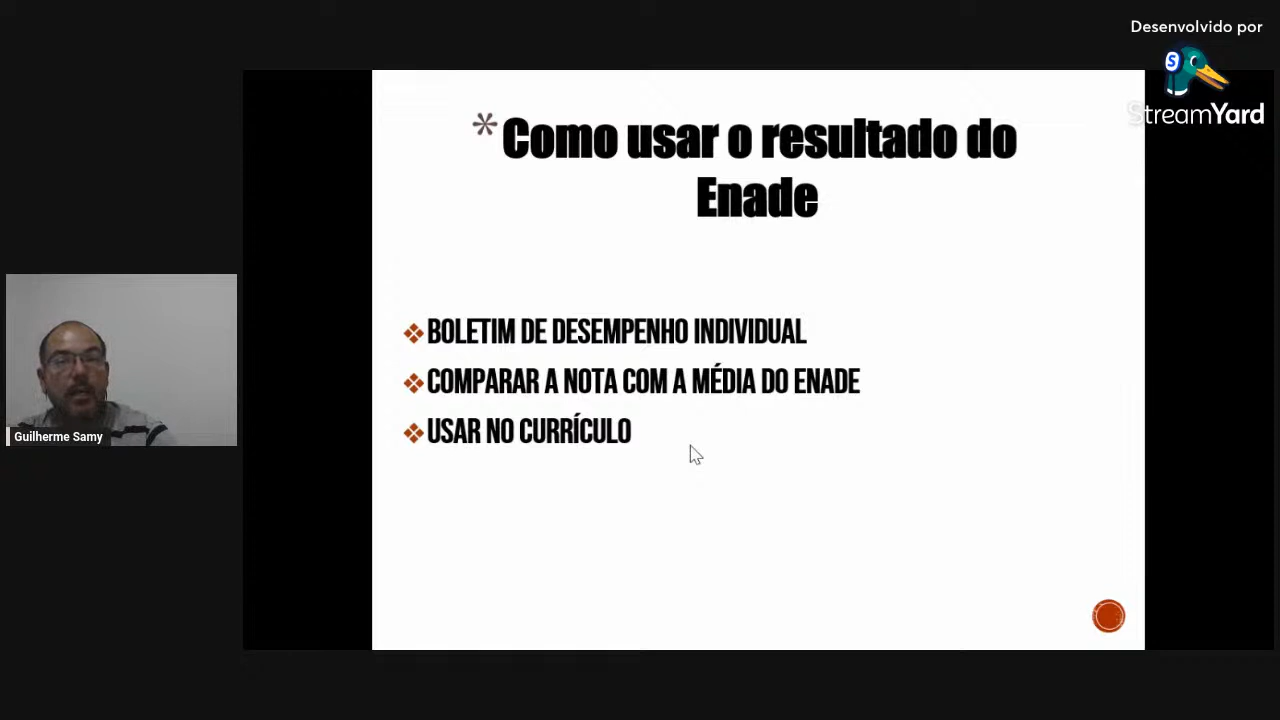 Desenvolvido por
StreamYard
*Como usar o resultado do
Enade
❖BOLETIM DE DESEMPENHO INDIVIDUAL
❖COMPARAR A NOTA COM A MÉDIA DO ENADE
❖USAR NO CURRÍCULO
Guilherme Samy